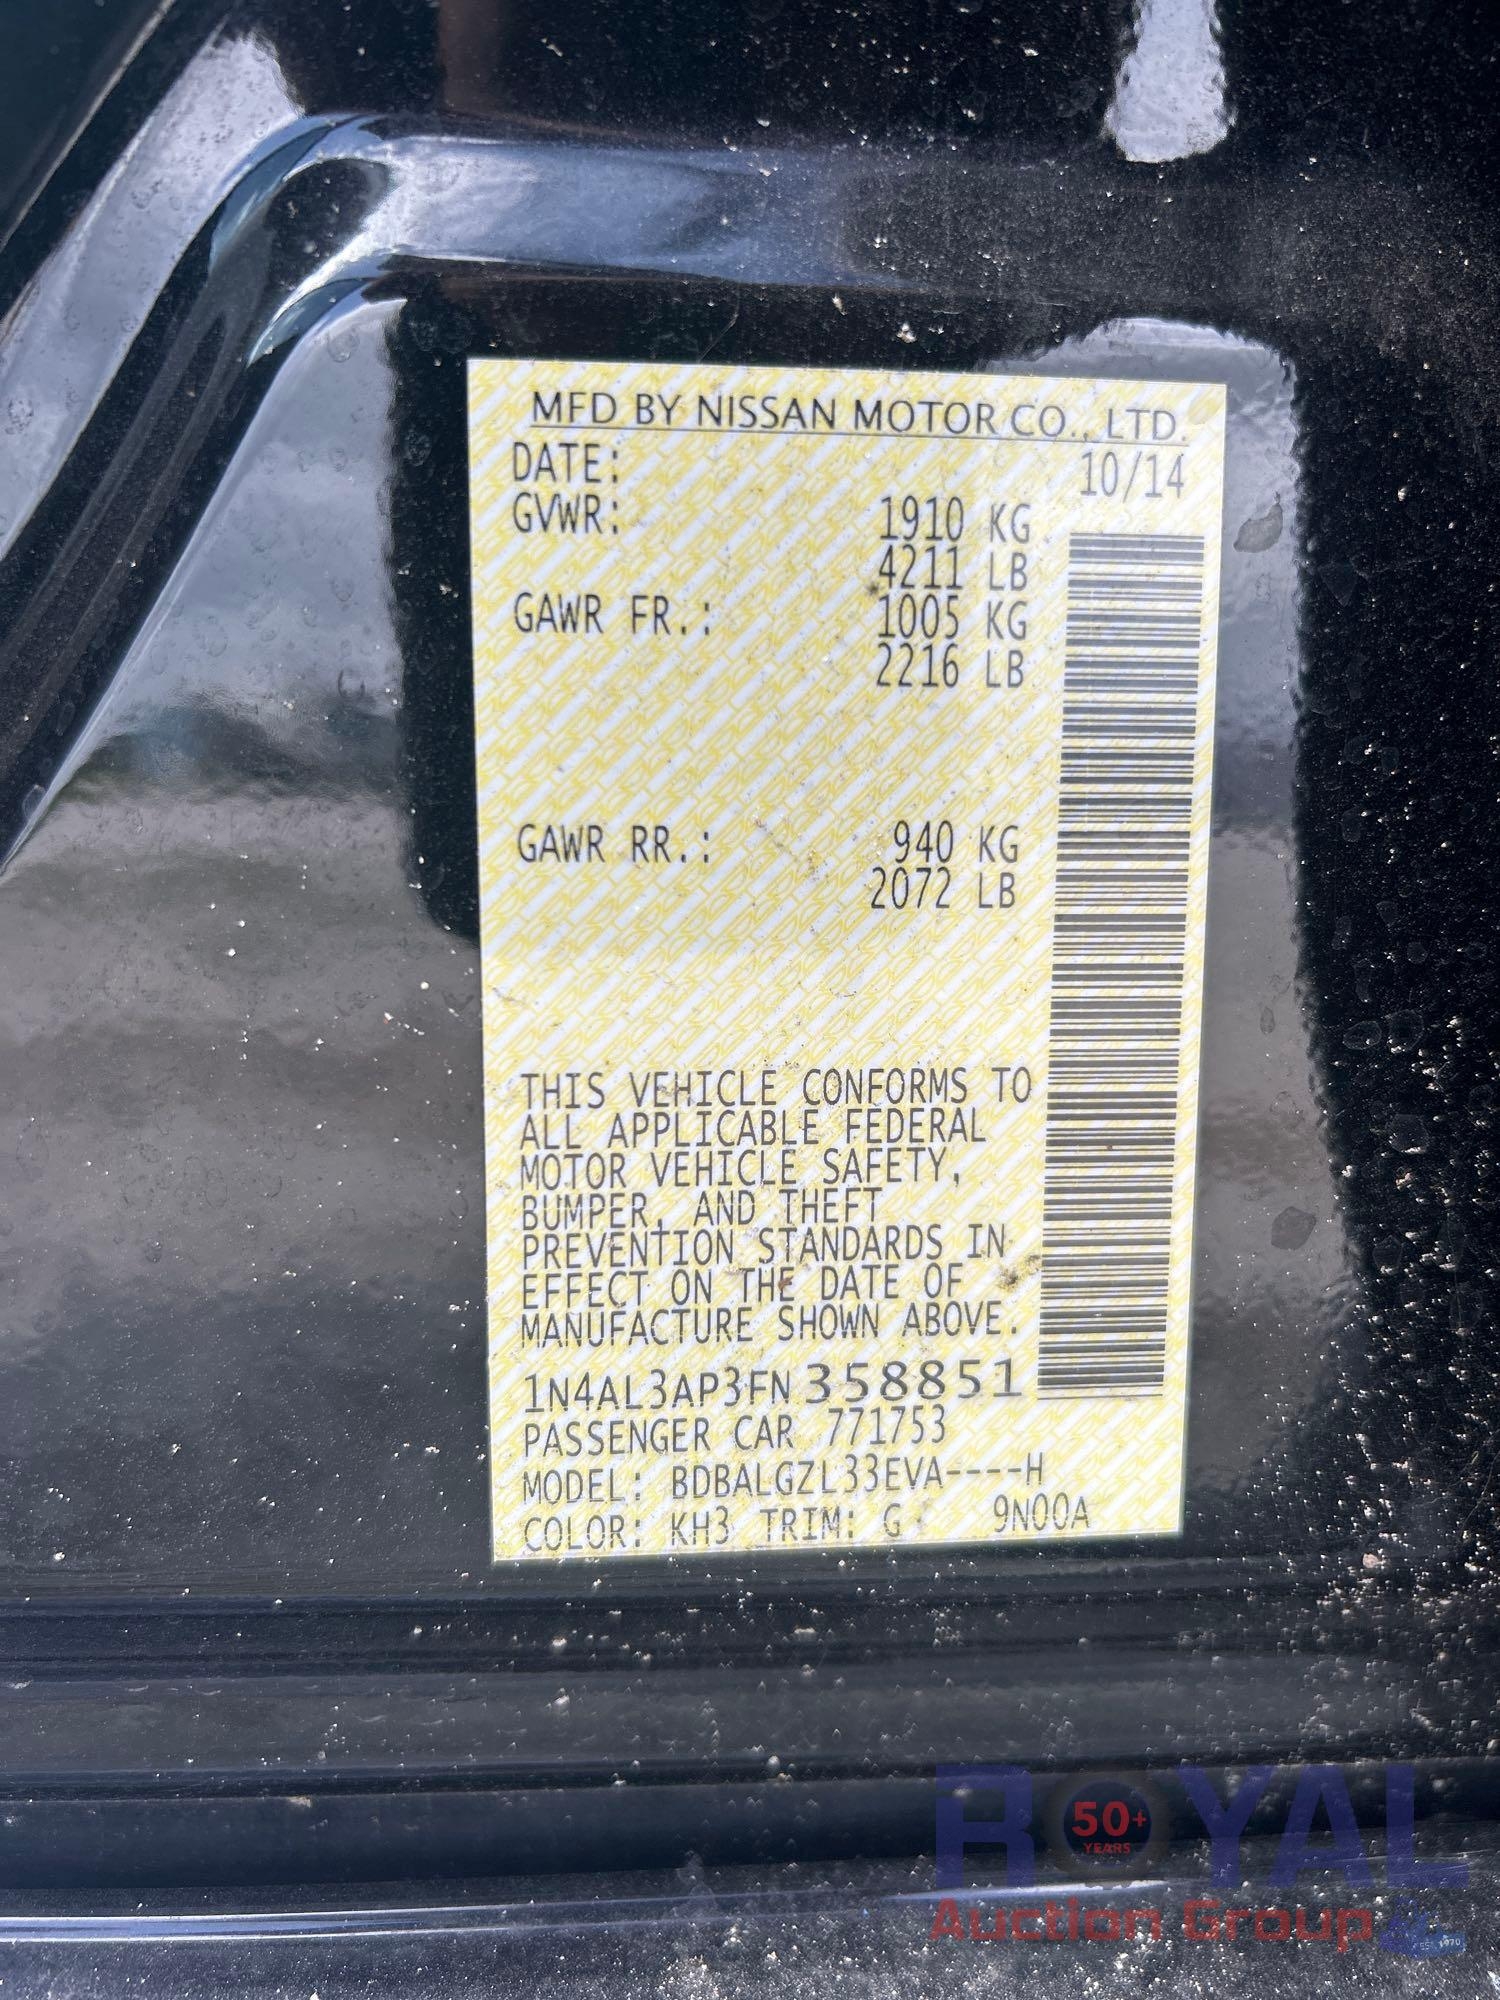 MFD BY NISSAN MOTOR CO., LTD.
DATE: 10/14
GVWR: 1910 KG
4211 LB
GAWR FR.: 1005 KG
2216 LB
GAWR RR.: 940 KG
2072 LB
THIS VEHICLE CONFORMS TO
ALL APPLICABLE FEDERAL
MOTOR VEHICLE SAFETY,
BUMPER, AND THEFT
PREVENTION STANDARDS IN
EFFECT ON THE DATE OF
MANUFACTURE SHOWN ABOVE.
1N4AL3AP3FN358851
PASSENGER CAR 771753
MODEL: BDBALGZL33EVA----H
COLOR: KH3 TRIM: G 9N00A
ROYAL
50+
YEARS
Auction Group
EST. 1970